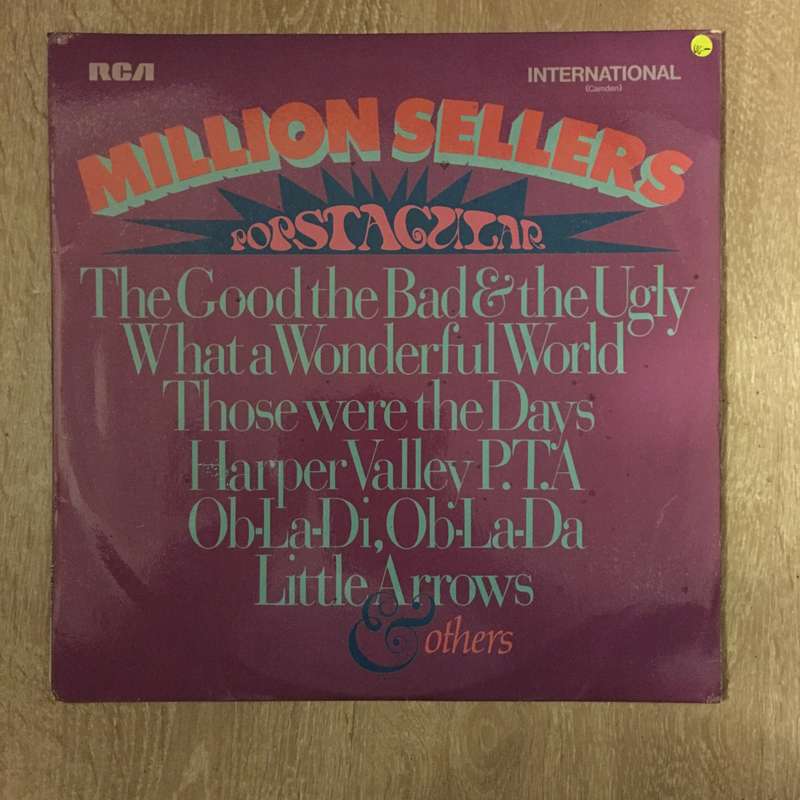 RCA
INTERNATIONAL
(Camden)
MILLION SELLERS
POPSTACULAR
The Good the Bad & the Ugly
What a Wonderful World
Those were the Days
Harper Valley P.T.A
Ob-La-Di, Ob-La-Da
Little Arrows
& others